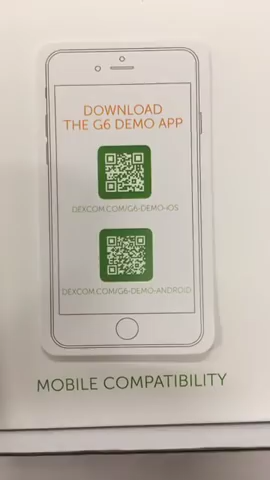 DOWNLOAD
THE G6 DEMO APP
DEXCOM.COM/G6-DEMO-iOS
DEXCOM.COM/G6-DEMO-ANDROID
MOBILE COMPATIBILITY